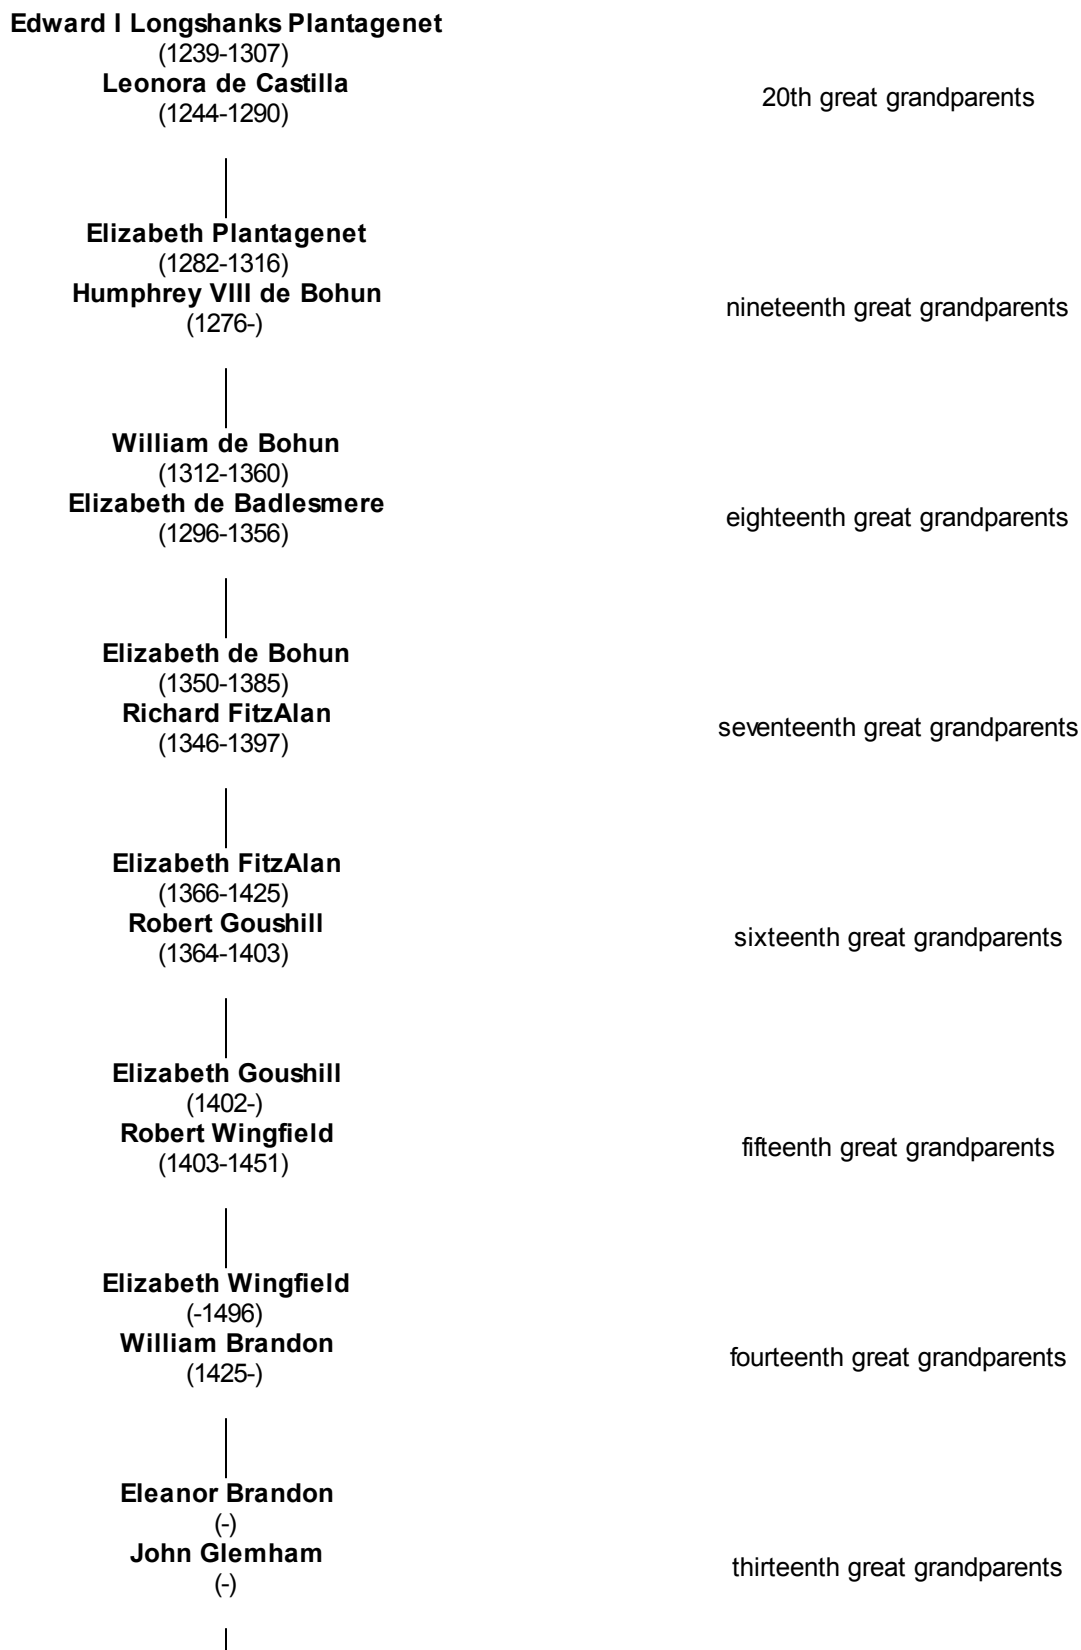 Edward I Longshanks Plantagenet
(1239-1307)
Leonora de Castilla
(1244-1290)
20th great grandparents
Elizabeth Plantagenet
(1282-1316)
Humphrey VIII de Bohun
(1276-)
nineteenth great grandparents
William de Bohun
(1312-1360)
Elizabeth de Badlesmere
(1296-1356)
eighteenth great grandparents
Elizabeth de Bohun
(1350-1385)
Richard FitzAlan
(1346-1397)
seventeenth great grandparents
Elizabeth FitzAlan
(1366-1425)
Robert Goushill
(1364-1403)
sixteenth great grandparents
Elizabeth Goushill
(1402-)
Robert Wingfield
(1403-1451)
fifteenth great grandparents
Elizabeth Wingfield
(-1496)
William Brandon
(1425-)
fourteenth great grandparents
Eleanor Brandon
(-)
John Glemham
(-)
thirteenth great grandparents